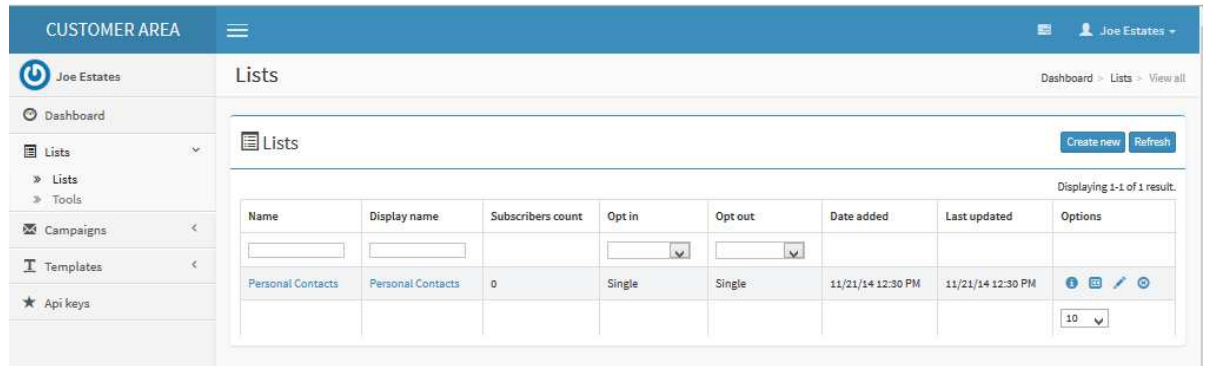 CUSTOMER AREA
Joe Estates
Joe Estates
Lists
Dashboard > Lists > View all
Dashboard
Lists
Lists
Tools
Campaigns
Templates
Api keys
Lists
Create new Refresh
Displaying 1-1 of 1 result.
Name Display name Subscribers count Opt in Opt out Date added Last updated Options
Personal Contacts Personal Contacts 0 Single Single 11/21/14 12:30 PM 11/21/14 12:30 PM
10